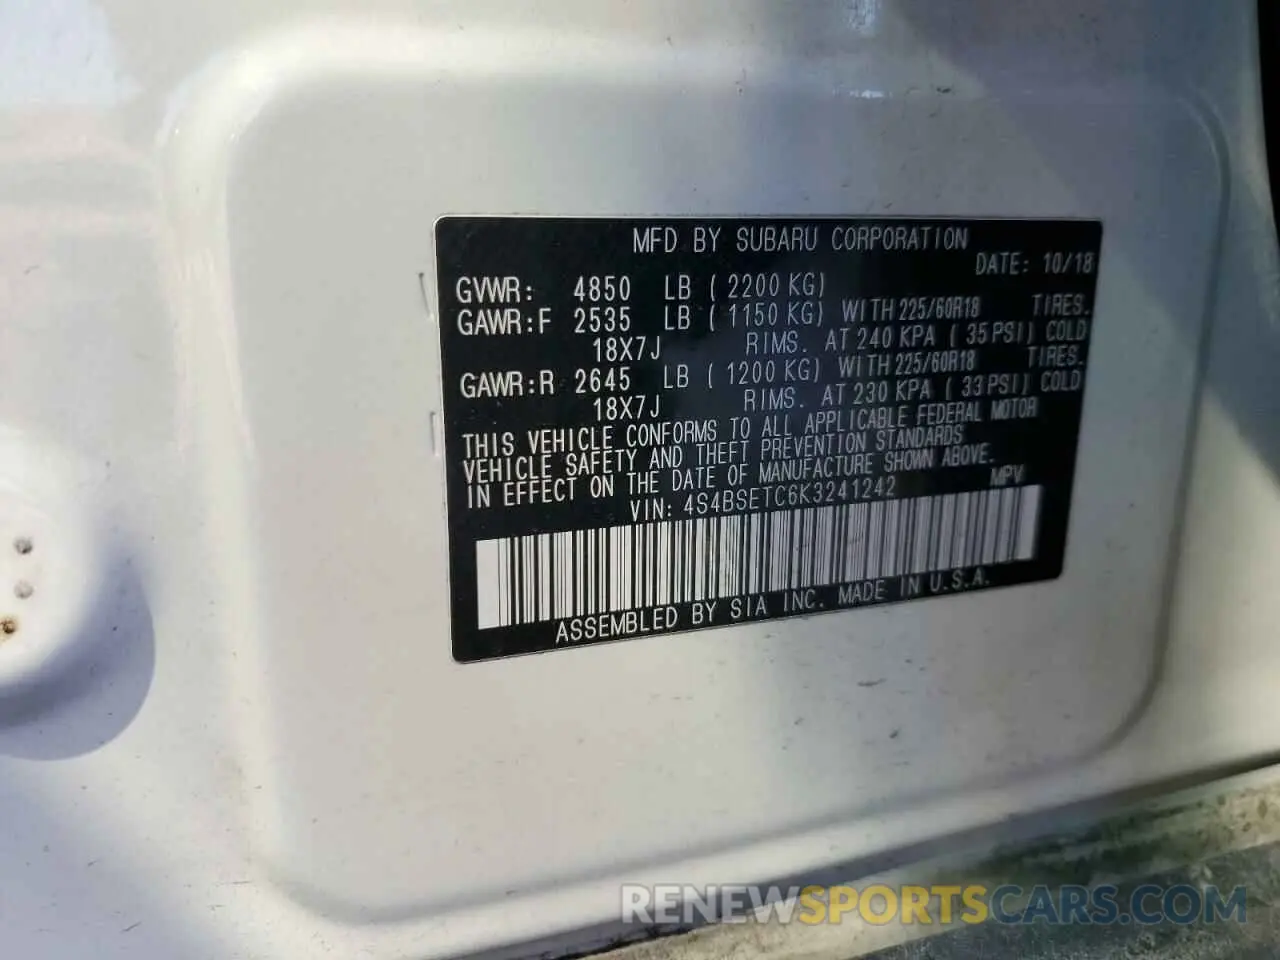 MFD BY SUBARU CORPORATION
DATE: 10/18
GVWR: 4850 LB ( 2200 KG)
GAWR:F 2535 LB ( 1150 KG) WITH 225/60R18 TIRES.
18X7J RIMS. AT 240 KPA ( 35 PSI) COLD
GAWR:R 2645 LB ( 1200 KG) WITH 225/60R18 TIRES.
18X7J RIMS. AT 230 KPA ( 33 PSI) COLD
THIS VEHICLE CONFORMS TO ALL APPLICABLE FEDERAL MOTOR
VEHICLE SAFETY AND THEFT PREVENTION STANDARDS
IN EFFECT ON THE DATE OF MANUFACTURE SHOWN ABOVE.
VIN: 4S4BSETC6K3241242 MPV
ASSEMBLED BY SIA INC. MADE IN U.S.A.
RENEWSPORTSCARS.COM